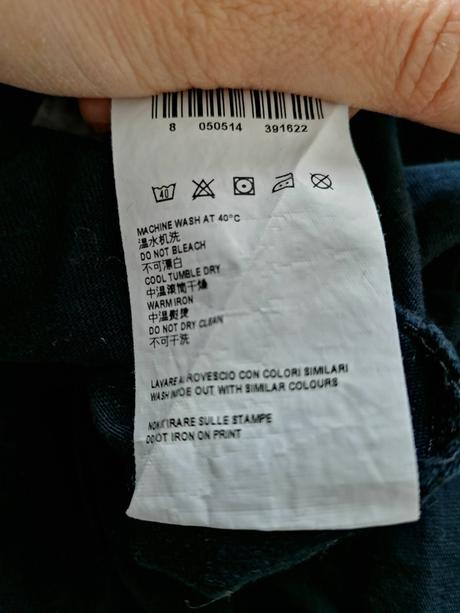 8 050514 391622
40
MACHINE WASH AT 40°C
温水机洗
DO NOT BLEACH
不可漂白
COOL TUMBLE DRY
中温滚筒干燥
WARM IRON
中温熨烫
DO NOT DRY CLEAN
不可干洗
LAVARE A ROVESCIO CON COLORI SIMILARI
WASH INSIDE OUT WITH SIMILAR COLOURS
NON STIRARE SULLE STAMPE
DO NOT IRON ON PRINT